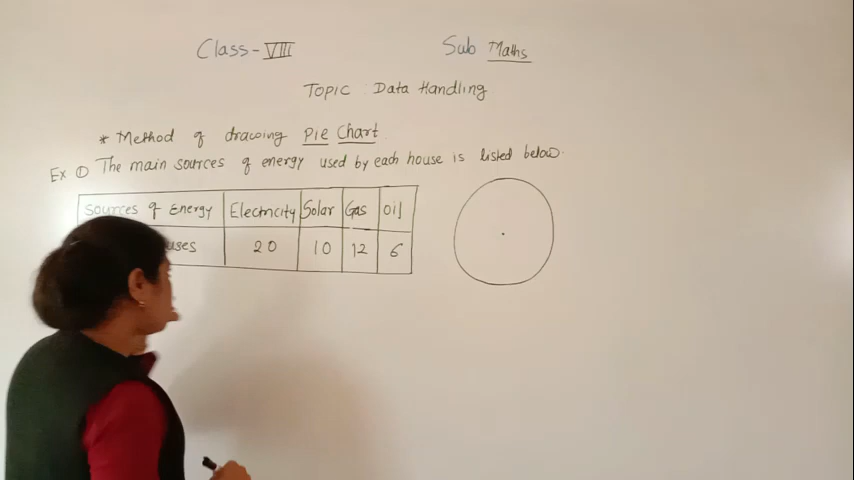 Class-VIII Sub Maths
Topic : Data Handling
* Method of drawing PIE Chart
Ex ① The main sources of energy used by each house is listed below.
Sources of Energy Electricity Solar Gas Oil
20 10 12 6